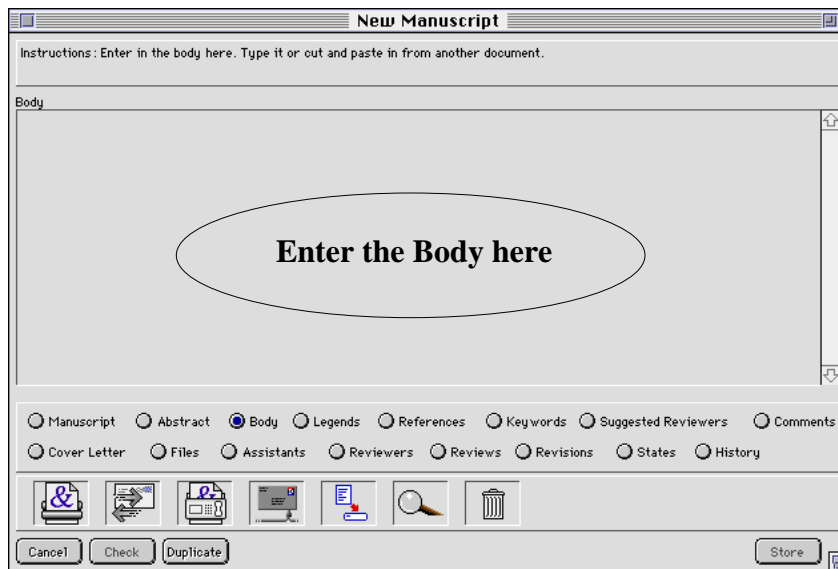 New Manuscript
Instructions: Enter in the body here. Type it or cut and paste in from another document.
Body
Enter the Body here
Manuscript Abstract Body Legends References Keywords Suggested Reviewers Comments
Cover Letter Files Assistants Reviewers Reviews Revisions States History
& &
Cancel Check Duplicate Store